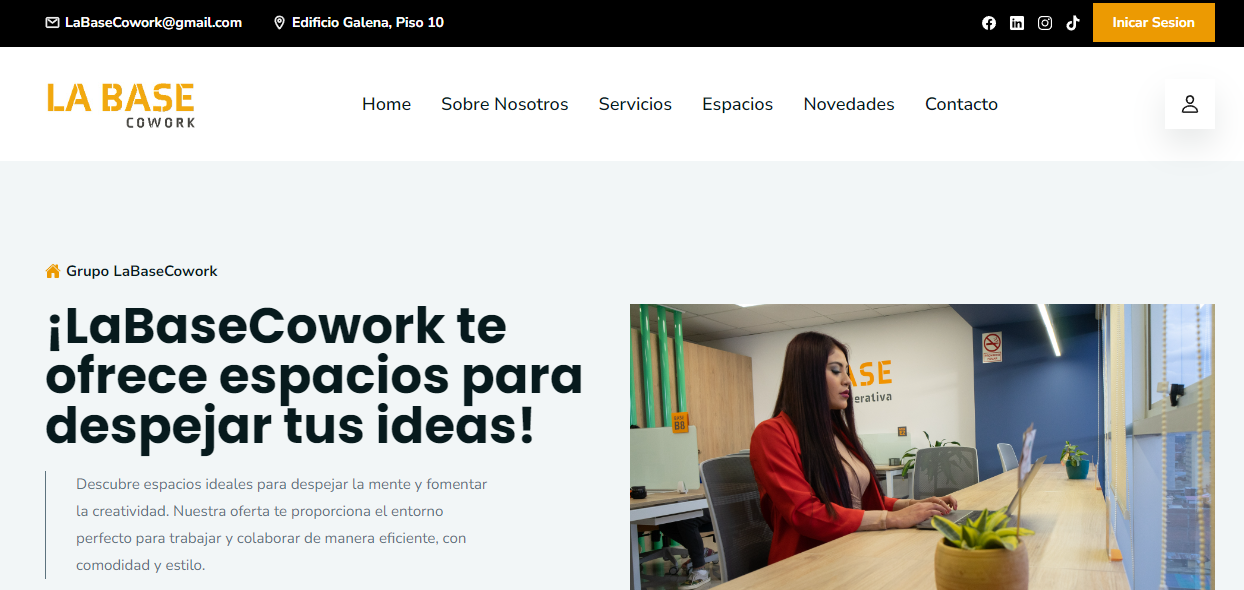 LaBaseCowork@gmail.com
Edificio Galena, Piso 10
Inicar Sesion
LA BASE
COWORK
Home
Sobre Nosotros
Servicios
Espacios
Novedades
Contacto
Grupo LaBaseCowork
¡LaBaseCowork te
ofrece espacios para
despejar tus ideas!
Descubre espacios ideales para despejar la mente y fomentar
la creatividad. Nuestra oferta te proporciona el entorno
perfecto para trabajar y colaborar de manera eficiente, con
comodidad y estilo.
ASE
erativa
BB